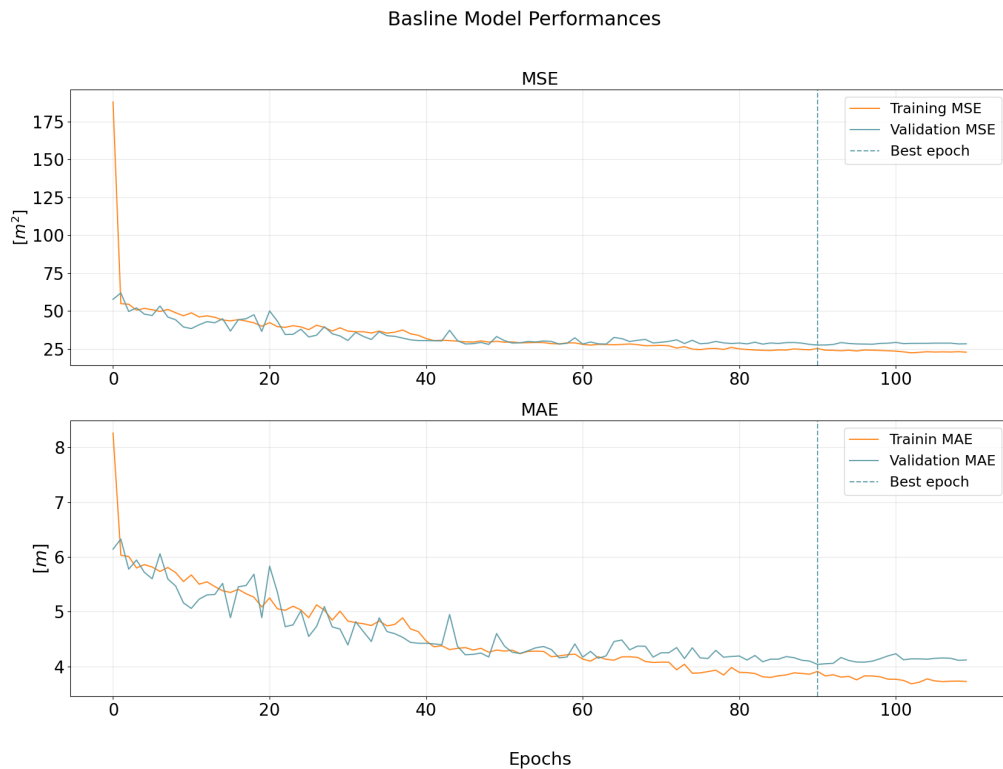 Basline Model Performances
MSE
175
150
125
100
75
50
25
[m²]
Training MSE
Validation MSE
Best epoch
0 20 40 60 80 100
MAE
8
7
6
5
4
[m]
Trainin MAE
Validation MAE
Best epoch
0 20 40 60 80 100
Epochs